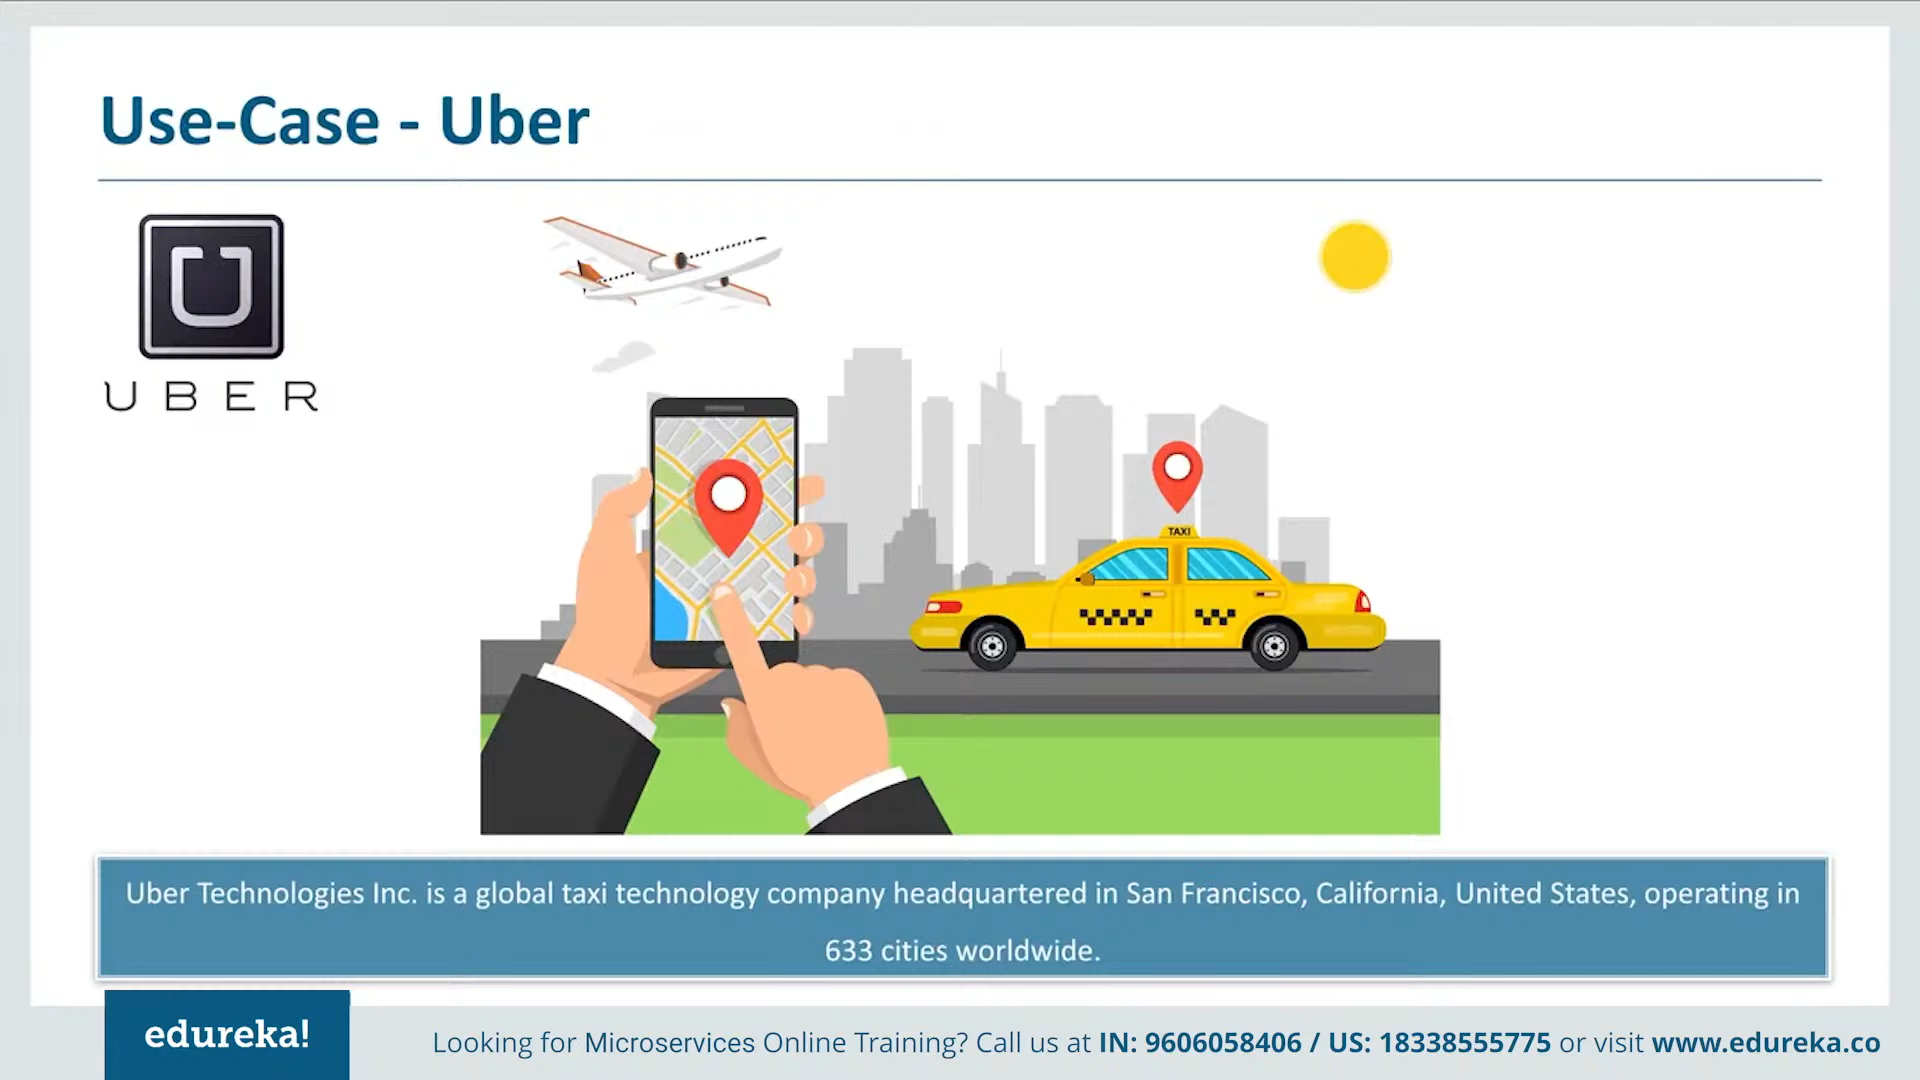 Use-Case - Uber
U
UBER
TAXI
Uber Technologies Inc. is a global taxi technology company headquartered in San Francisco, California, United States, operating in
633 cities worldwide.
edureka!
Looking for Microservices Online Training? Call us at IN: 9606058406 / US: 18338555775 or visit www.edureka.co